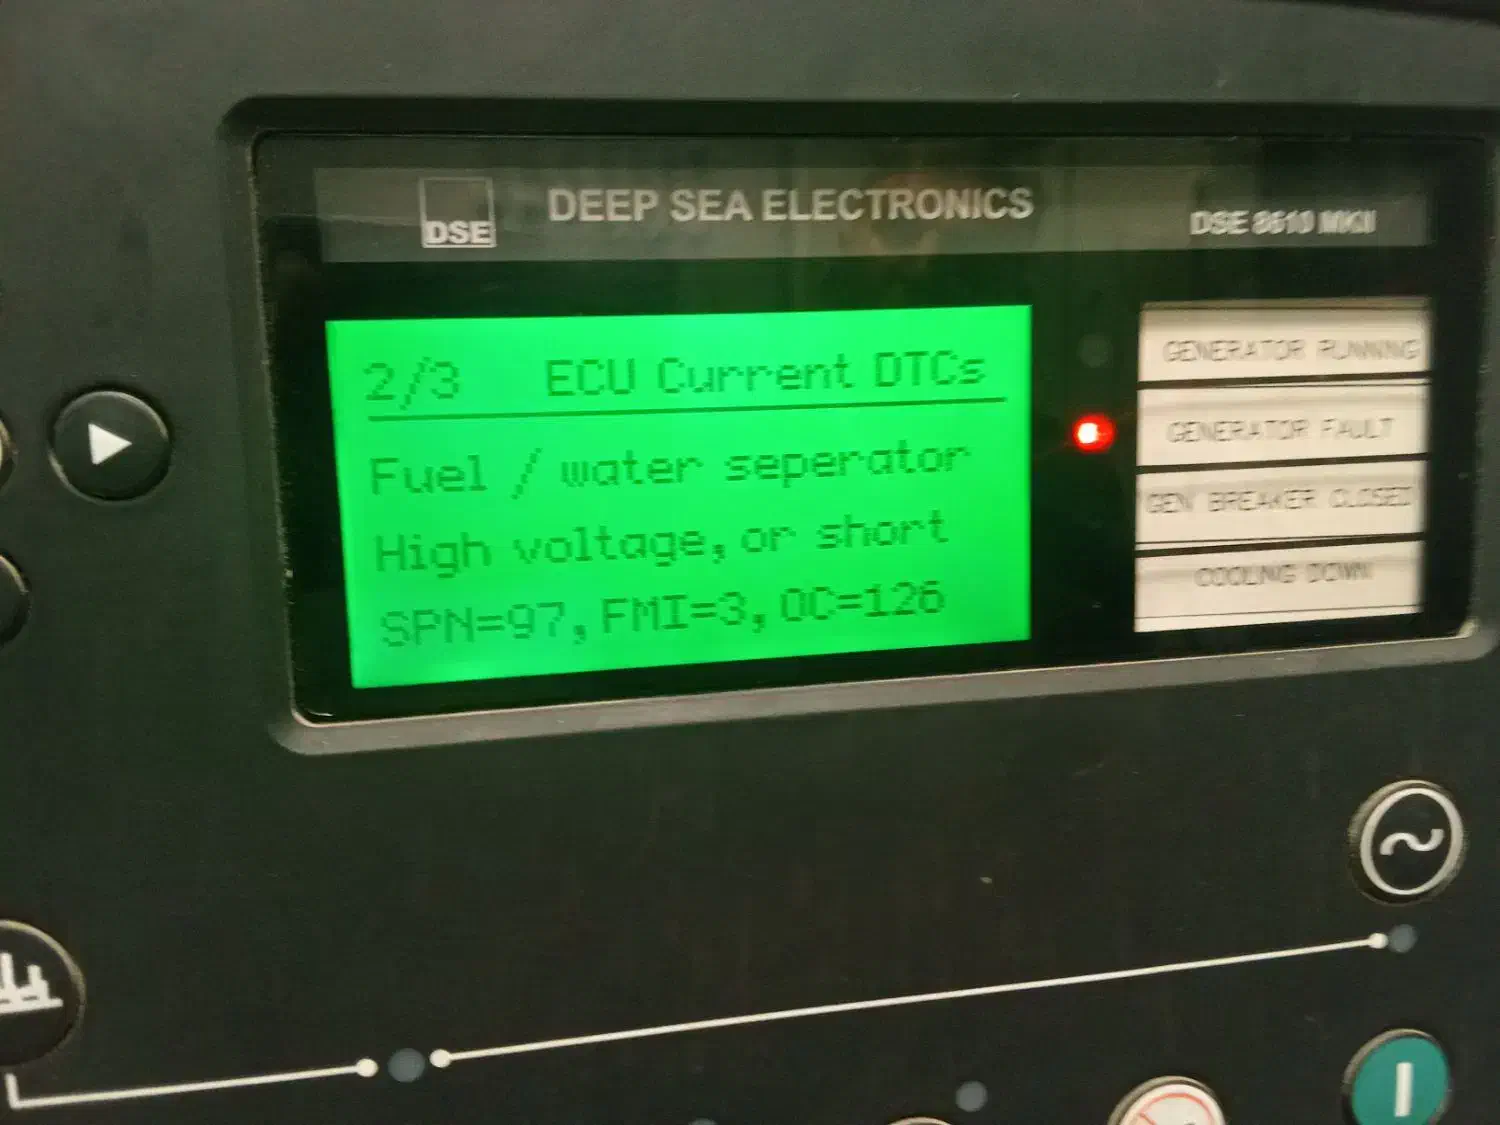 DSE
DEEP SEA ELECTRONICS
DSE 8610 MKII
2/3 ECU Current DTCs
Fuel / water seperator
High voltage, or short
SPN=97, FMI=3, OC=126
GENERATOR RUNNING
GENERATOR FAULT
GEN BREAKER CLOSED
COOLING DOWN